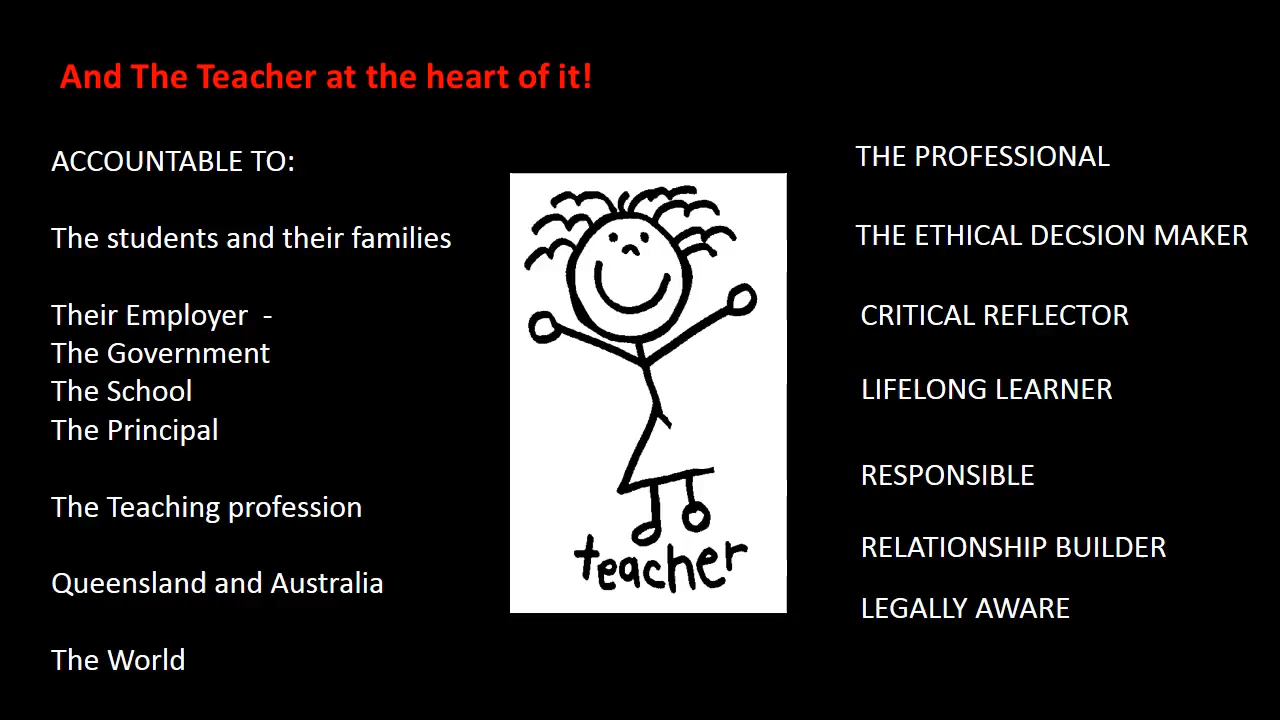 And The Teacher at the heart of it!
ACCOUNTABLE TO:
The students and their families
Their Employer -
The Government
The School
The Principal
The Teaching profession
Queensland and Australia
The World
teacher
THE PROFESSIONAL
THE ETHICAL DECSION MAKER
CRITICAL REFLECTOR
LIFELONG LEARNER
RESPONSIBLE
RELATIONSHIP BUILDER
LEGALLY AWARE